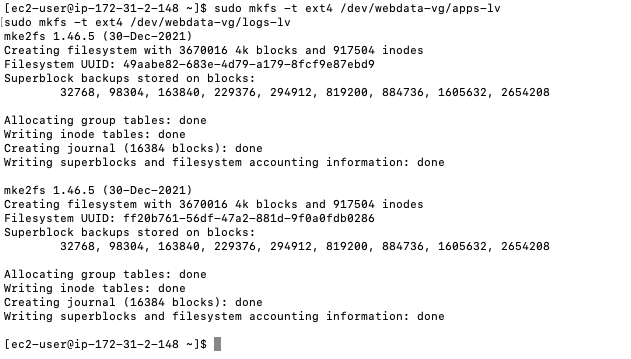 [ec2-user@ip-172-31-2-148 ~]$ sudo mkfs -t ext4 /dev/webdata-vg/apps-lv
sudo mkfs -t ext4 /dev/webdata-vg/logs-lv
mke2fs 1.46.5 (30-Dec-2021)
Creating filesystem with 3670016 4k blocks and 917504 inodes
Filesystem UUID: 49aabe82-683e-4d79-a179-8fcf9e87ebd9
Superblock backups stored on blocks:
32768, 98304, 163840, 229376, 294912, 819200, 884736, 1605632, 2654208
Allocating group tables: done
Writing inode tables: done
Creating journal (16384 blocks): done
Writing superblocks and filesystem accounting information: done
mke2fs 1.46.5 (30-Dec-2021)
Creating filesystem with 3670016 4k blocks and 917504 inodes
Filesystem UUID: ff20b761-56df-47a2-881d-9f0a0fdb0286
Superblock backups stored on blocks:
32768, 98304, 163840, 229376, 294912, 819200, 884736, 1605632, 2654208
Allocating group tables: done
Writing inode tables: done
Creating journal (16384 blocks): done
Writing superblocks and filesystem accounting information: done
[ec2-user@ip-172-31-2-148 ~]$